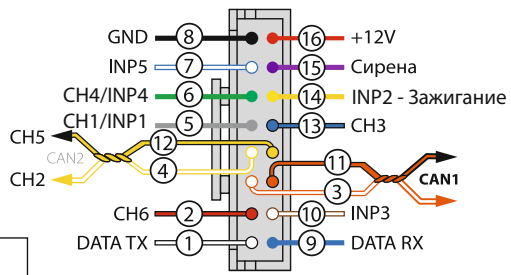 GND 8 16 +12V
INP5 7 15 Сирена
CH4/INP4 6 14 INP2 - Зажигание
CH1/INP1 5 13 CH3
CH5 12 11
CAN2 CAN1
CH2 4 3
CH6 2 10 INP3
DATA TX 1 9 DATA RX